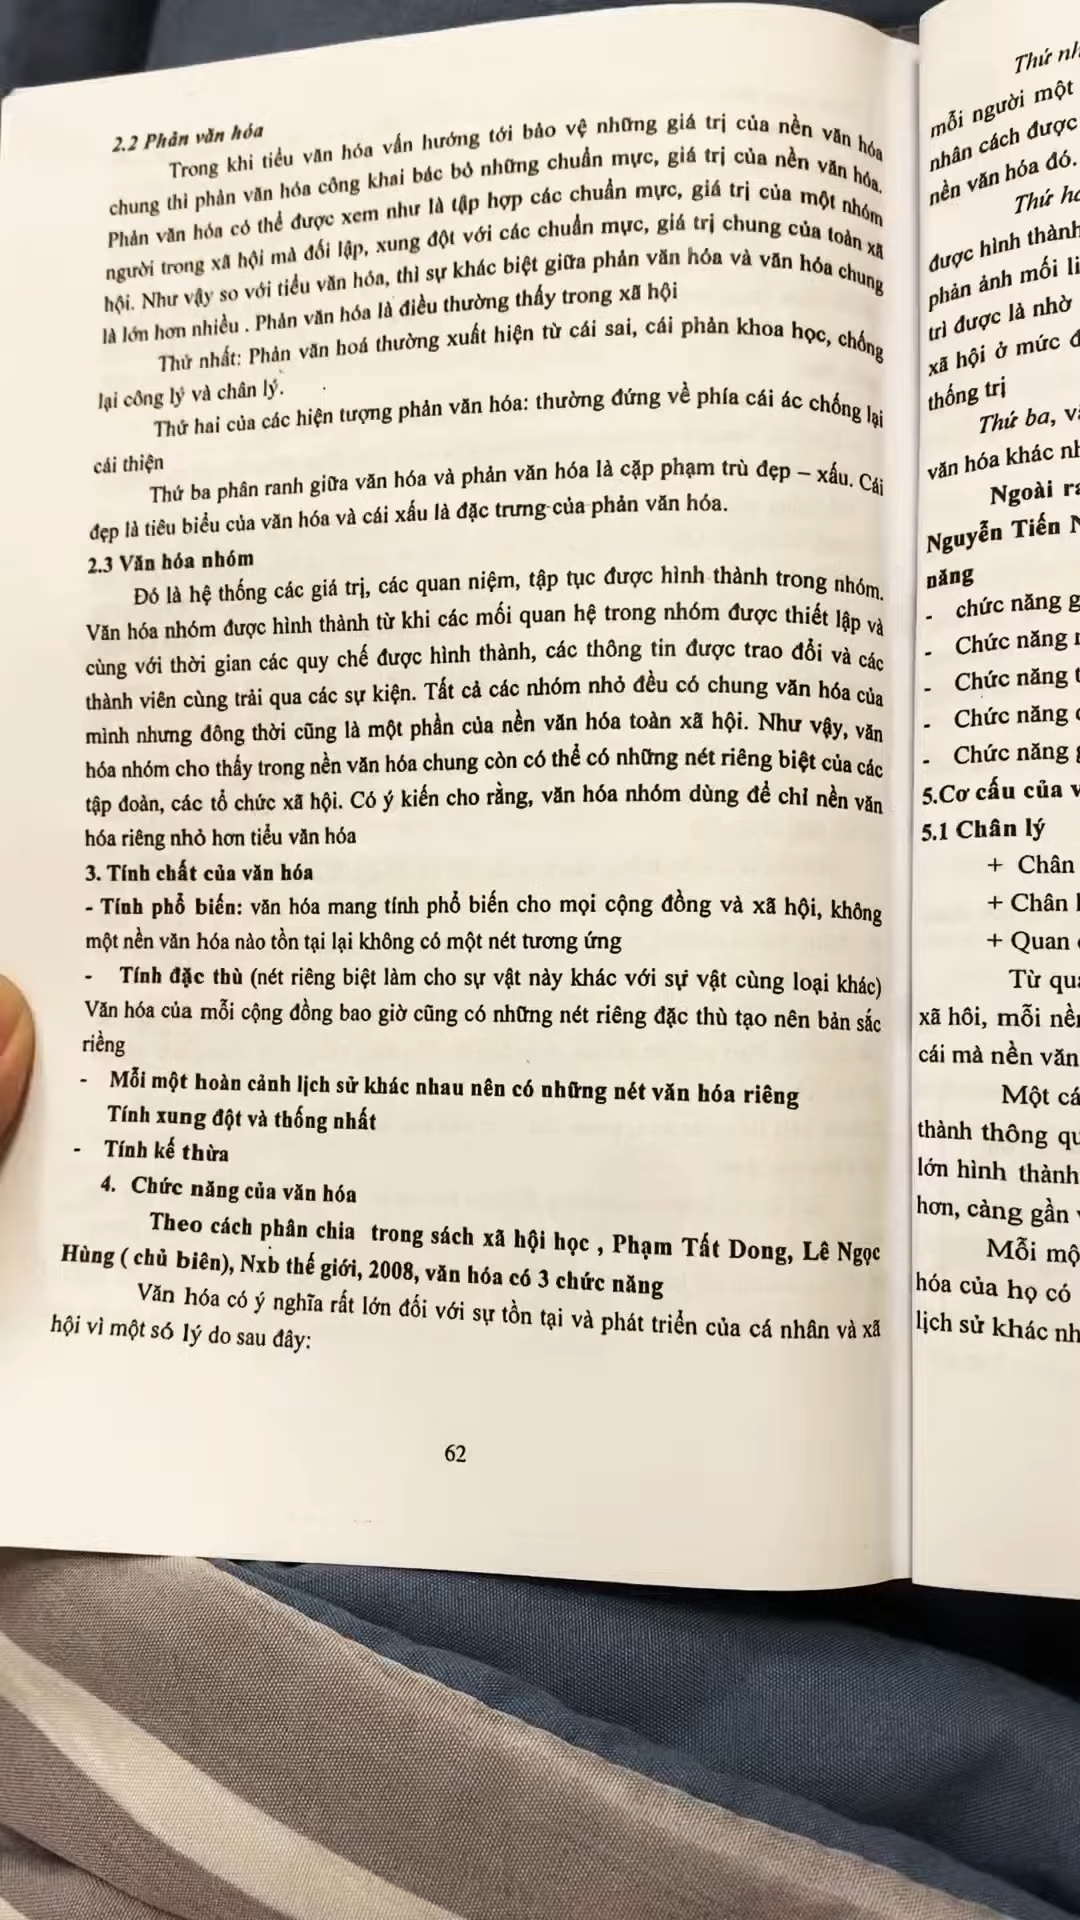 2.2 Phản văn hóa
Trong khi tiểu văn hóa vấn hướng tới bảo vệ những giá trị của nền văn hóa
chung thì phản văn hóa công khai bác bỏ những chuẩn mực, giá trị của nền văn hóa.
Phản văn hóa có thể được xem như là tập hợp các chuẩn mực, giá trị của một nhóm
người trong xã hội mà đối lập, xung đột với các chuẩn mực, giá trị chung của toàn xã
hội. Như vậy so với tiểu văn hóa, thì sự khác biệt giữa phản văn hóa và văn hóa chung
là lớn hơn nhiều . Phản văn hóa là điều thường thấy trong xã hội
Thứ nhất: Phản văn hoá thường xuất hiện từ cái sai, cái phản khoa học, chống
lại công lý và chân lý.
Thứ hai của các hiện tượng phản văn hóa: thường đứng về phía cái ác chống lại
cái thiện
Thứ ba phân ranh giữa văn hóa và phản văn hóa là cặp phạm trù đẹp – xấu. Cái
đẹp là tiêu biểu của văn hóa và cái xấu là đặc trưng của phản văn hóa.
2.3 Văn hóa nhóm
Đó là hệ thống các giá trị, các quan niệm, tập tục được hình thành trong nhóm.
Văn hóa nhóm được hình thành từ khi các mối quan hệ trong nhóm được thiết lập và
cùng với thời gian các quy chế được hình thành, các thông tin được trao đổi và các
thành viên cùng trải qua các sự kiện. Tất cả các nhóm nhỏ đều có chung văn hóa của
mình nhưng đông thời cũng là một phần của nền văn hóa toàn xã hội. Như vậy, văn
hóa nhóm cho thấy trong nền văn hóa chung còn có thể có những nét riêng biệt của các
tập đoàn, các tổ chức xã hội. Có ý kiến cho rằng, văn hóa nhóm dùng để chỉ nền văn
hóa riêng nhỏ hơn tiểu văn hóa
3. Tính chất của văn hóa
- Tính phổ biến: văn hóa mang tính phổ biến cho mọi cộng đồng và xã hội, không
một nền văn hóa nào tồn tại lại không có một nét tương ứng
- Tính đặc thù (nét riêng biệt làm cho sự vật này khác với sự vật cùng loại khác)
Văn hóa của mỗi cộng đồng bao giờ cũng có những nét riêng đặc thù tạo nên bản sắc
riềng
- Mỗi một hoàn cảnh lịch sử khác nhau nên có những nét văn hóa riêng
Tính xung đột và thống nhất
- Tính kế thừa
4. Chức năng của văn hóa
Theo cách phân chia trong sách xã hội học , Phạm Tất Dong, Lê Ngọc
Hùng ( chủ biên), Nxb thế giới, 2008, văn hóa có 3 chức năng
Văn hóa có ý nghĩa rất lớn đối với sự tồn tại và phát triển của cá nhân và xã
hội vì một só lý do sau đây:
62
Thứ
mỗi người một
nhân cách được
nền văn hóa đó.
Thứ
được hình thành
phản ảnh mối
trì được là nhờ
xã hội ở mức
thống trị
Thứ ba,
văn hóa khác
Ngoài
Nguyễn Tiến
năng
- chức năng
- Chức năng
- Chức năng
- Chức năng
- Chức năng
5.Cơ cấu của
5.1 Chân lý
+ Chân
+ Chân
+ Quan
Từ
xã hôi, mỗi
cái mà nền văn
Một
thành thông
lớn hình thành
hơn, càng gần
Mỗi
hóa của họ có
lịch sử khác